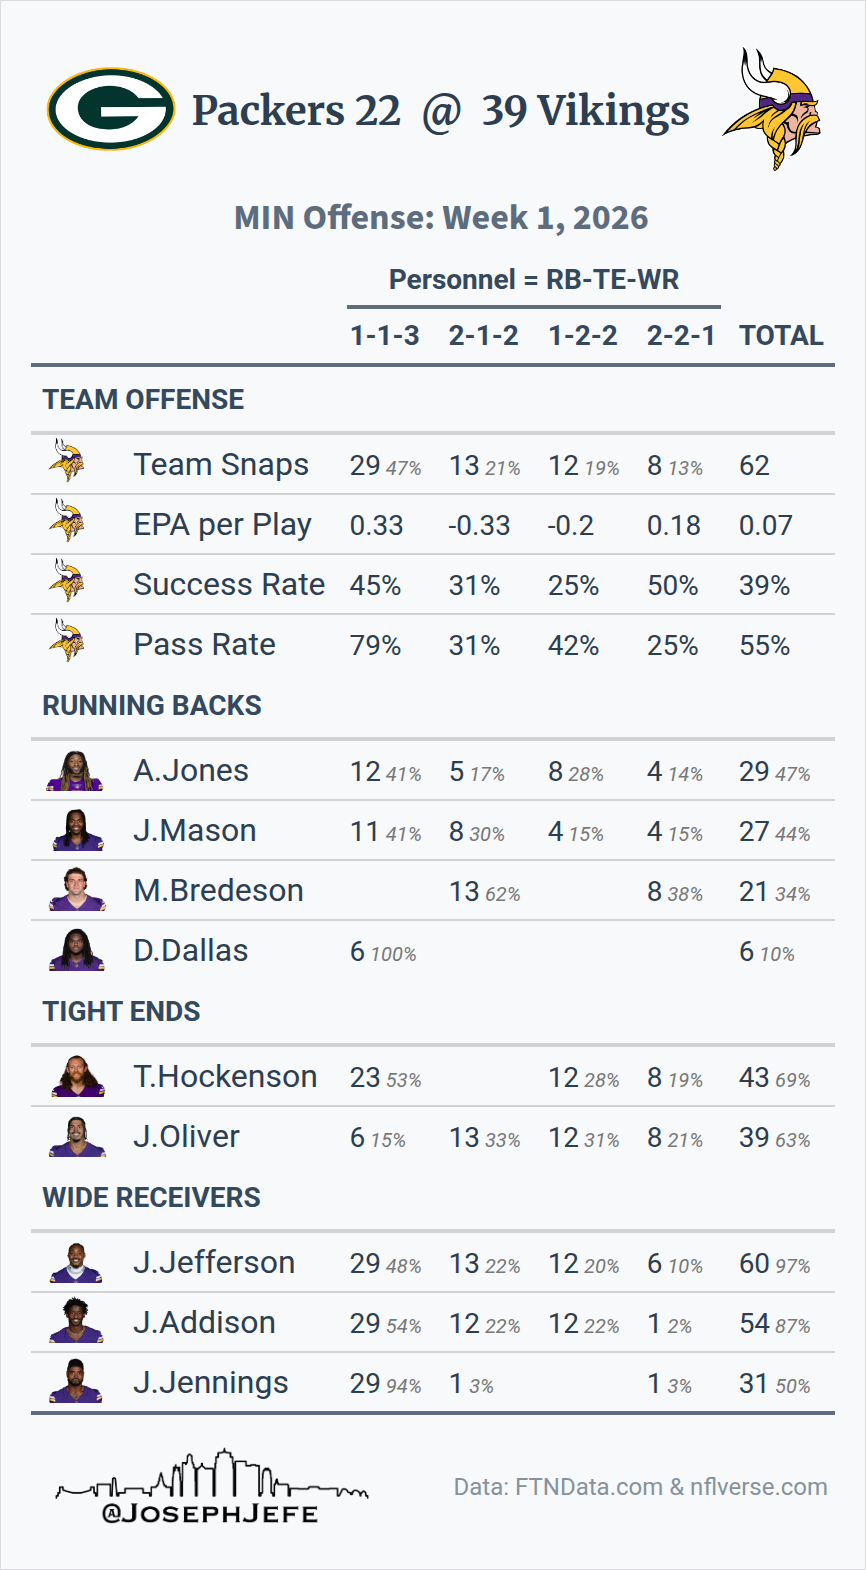 Packers 22 @ 39 Vikings
MIN Offense: Week 1, 2026
Personnel = RB-TE-WR
1-1-3 2-1-2 1-2-2 2-2-1 TOTAL
TEAM OFFENSE
Team Snaps 29 47% 13 21% 12 19% 8 13% 62
EPA per Play 0.33 -0.33 -0.2 0.18 0.07
Success Rate 45% 31% 25% 50% 39%
Pass Rate 79% 31% 42% 25% 55%
RUNNING BACKS
A.Jones 12 41% 5 17% 8 28% 4 14% 29 47%
J.Mason 11 41% 8 30% 4 15% 4 15% 27 44%
M.Bredeson 13 62% 8 38% 21 34%
D.Dallas 6 100% 6 10%
TIGHT ENDS
T.Hockenson 23 53% 12 28% 8 19% 43 69%
J.Oliver 6 15% 13 33% 12 31% 8 21% 39 63%
WIDE RECEIVERS
J.Jefferson 29 48% 13 22% 12 20% 6 10% 60 97%
J.Addison 29 54% 12 22% 12 22% 1 2% 54 87%
J.Jennings 29 94% 1 3% 1 3% 31 50%
@JOSEPHJEFE
Data: FTNData.com & nflverse.com